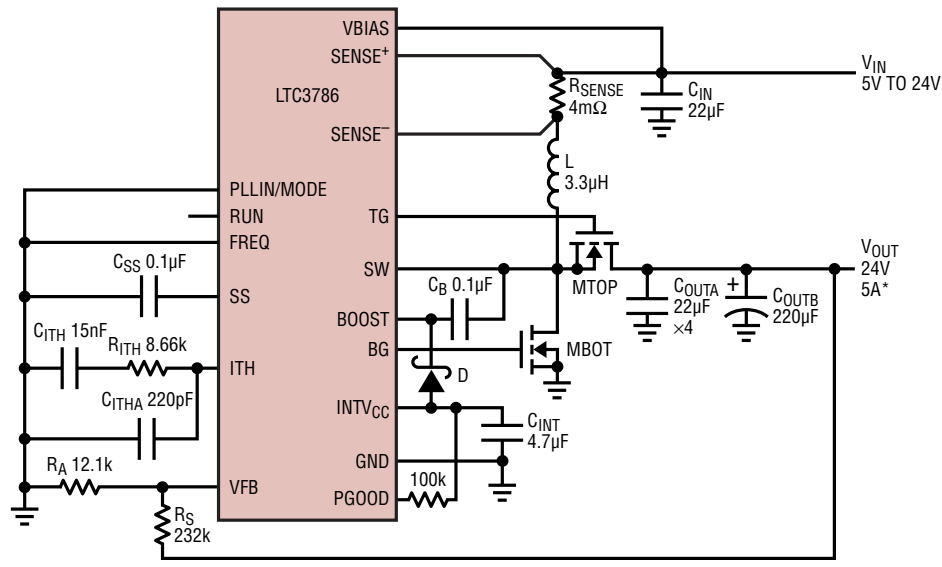 VBIAS
SENSE+
LTC3786
SENSE−
PLLIN/MODE
RUN
FREQ
TG
SW
SS
BOOST
BG
ITH
INTVCC
GND
VFB
PGOOD
VIN
5V TO 24V
RSENSE
4mΩ
CIN
22µF
L
3.3µH
MTOP
VOUT
24V
5A*
COUTA
22µF
×4
+
COUTB
220µF
CB 0.1µF
MBOT
D
CINT
4.7µF
100k
CSS 0.1µF
CITH 15nF
RITH 8.66k
CITHA 220pF
RA 12.1k
RS
232k